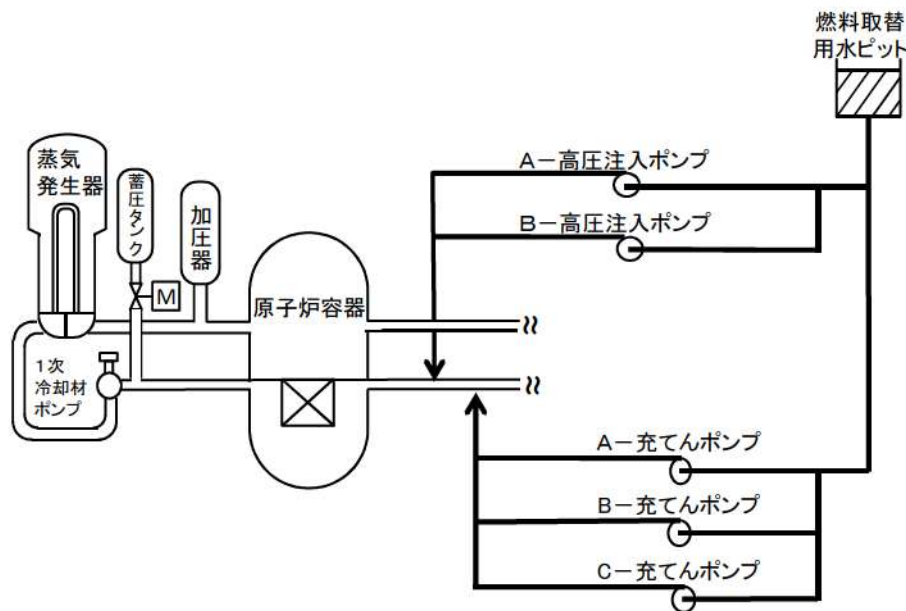 燃料取替
用水ピット
A－高圧注入ポンプ
B－高圧注入ポンプ
蒸気
発生器
蓄圧タンク
加圧器
M
原子炉容器
1次
冷却材
ポンプ
A－充てんポンプ
B－充てんポンプ
C－充てんポンプ